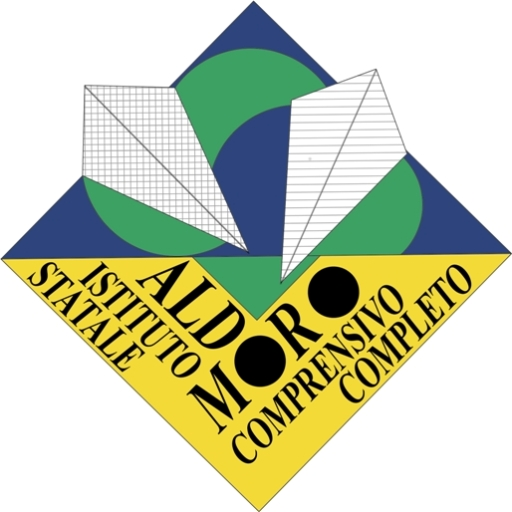 ALDO
ISTITUTO
STATALE
MORO
COMPRENSIVO
COMPLETO